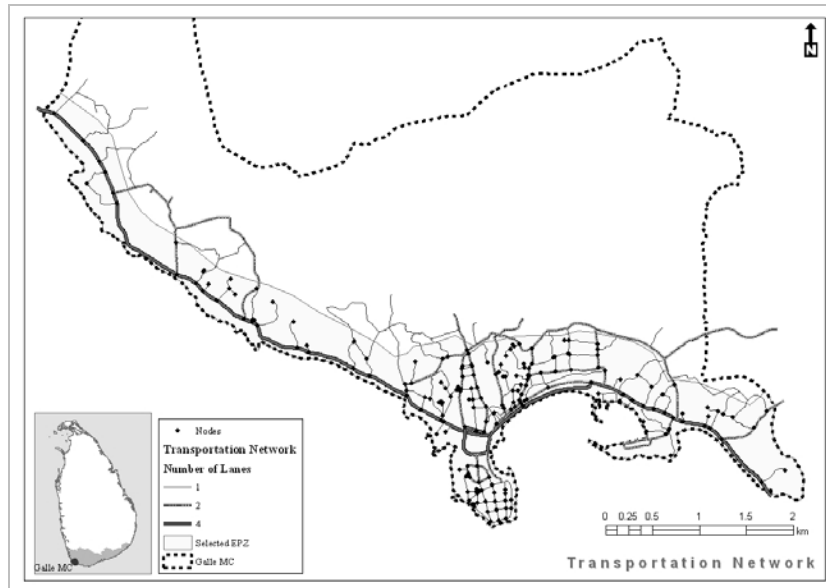 N
Nodes
Transportation Network
Number of Lanes
1
2
4
Selected EPZ
Galle MC
Galle MC
0 0.25 0.5 1 1.5 2
km
Transportation Network